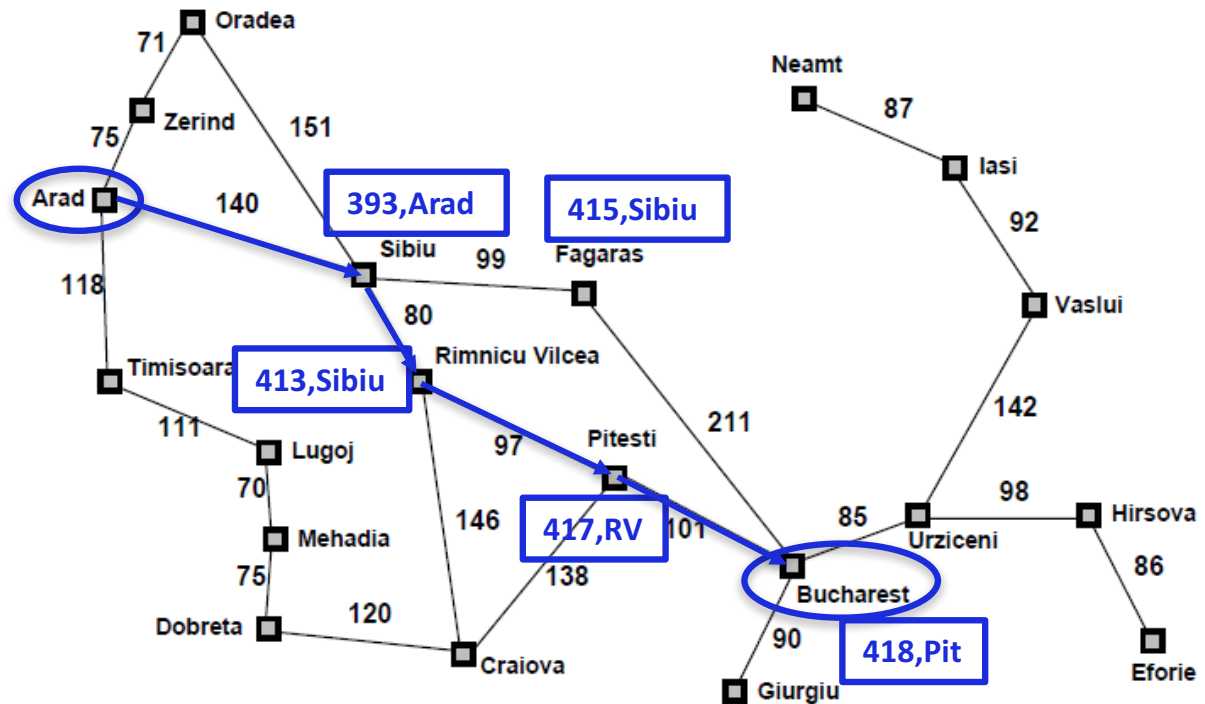 Oradea
71
Neamt
Zerind
87
75
151
Iasi
Arad
140
393,Arad
415,Sibiu
92
Sibiu
99
Fagaras
118
80
Vaslui
Timisoara
413,Sibiu
Rimnicu Vilcea
111
Lugoj
97
Pitesti
211
142
70
98
Mehadia
146
417,RV
101
85
Urziceni
Hirsova
75
138
Bucharest
86
Dobreta
120
90
418,Pit
Craiova
Giurgiu
Eforie